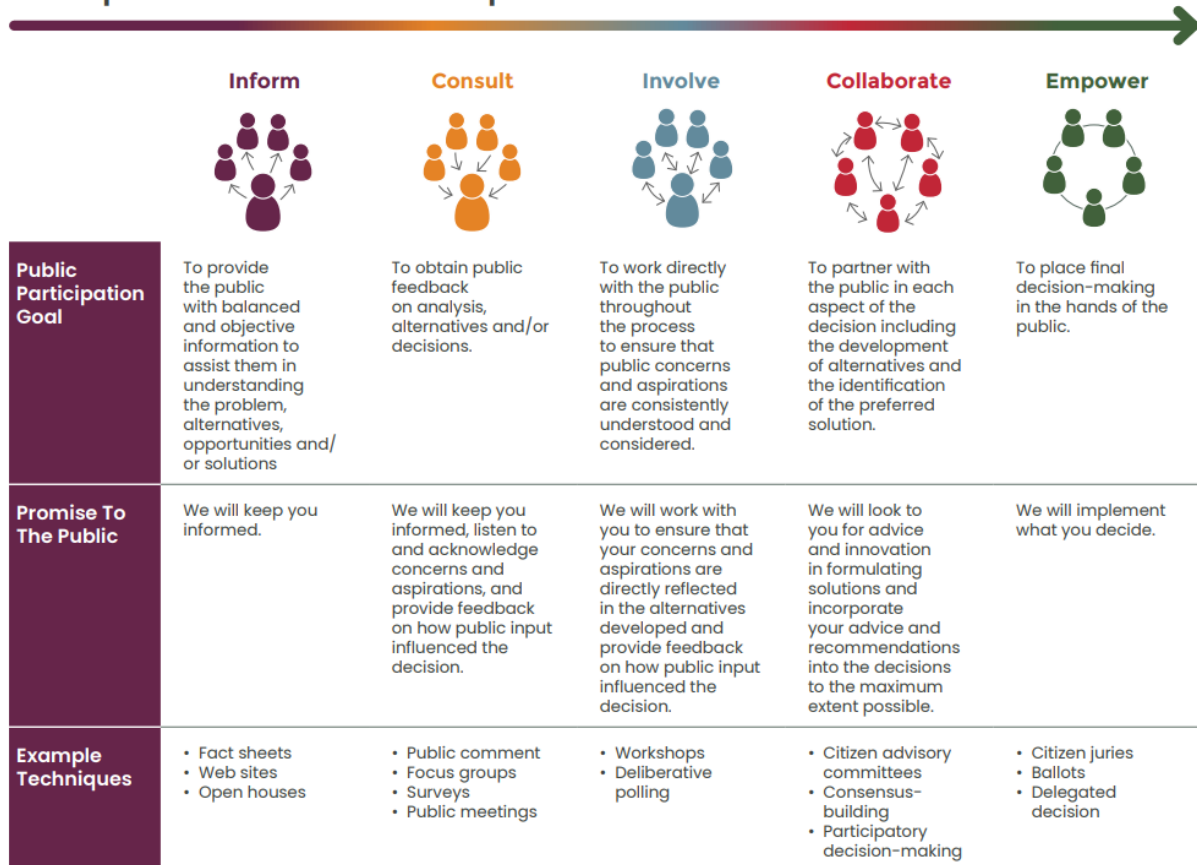 Inform
Consult
Involve
Collaborate
Empower
Public
Participation
Goal
To provide
the public
with balanced
and objective
information to
assist them in
understanding
the problem,
alternatives,
opportunities and/
or solutions
To obtain public
feedback
on analysis,
alternatives and/or
decisions.
To work directly
with the public
throughout
the process
to ensure that
public concerns
and aspirations
are consistently
understood and
considered.
To partner with
the public in each
aspect of the
decision including
the development
of alternatives and
the identification
of the preferred
solution.
To place final
decision-making
in the hands of the
public.
Promise To
The Public
We will keep you
informed.
We will keep you
informed, listen to
and acknowledge
concerns and
aspirations, and
provide feedback
on how public input
influenced the
decision.
We will work with
you to ensure that
your concerns and
aspirations are
directly reflected
in the alternatives
developed and
provide feedback
on how public input
influenced the
decision.
We will look to
you for advice
and innovation
in formulating
solutions and
incorporate
your advice and
recommendations
into the decisions
to the maximum
extent possible.
We will implement
what you decide.
Example
Techniques
• Fact sheets
• Web sites
• Open houses
• Public comment
• Focus groups
• Surveys
• Public meetings
• Workshops
• Deliberative
polling
• Citizen advisory
committees
• Consensus-
building
• Participatory
decision-making
• Citizen juries
• Ballots
• Delegated
decision